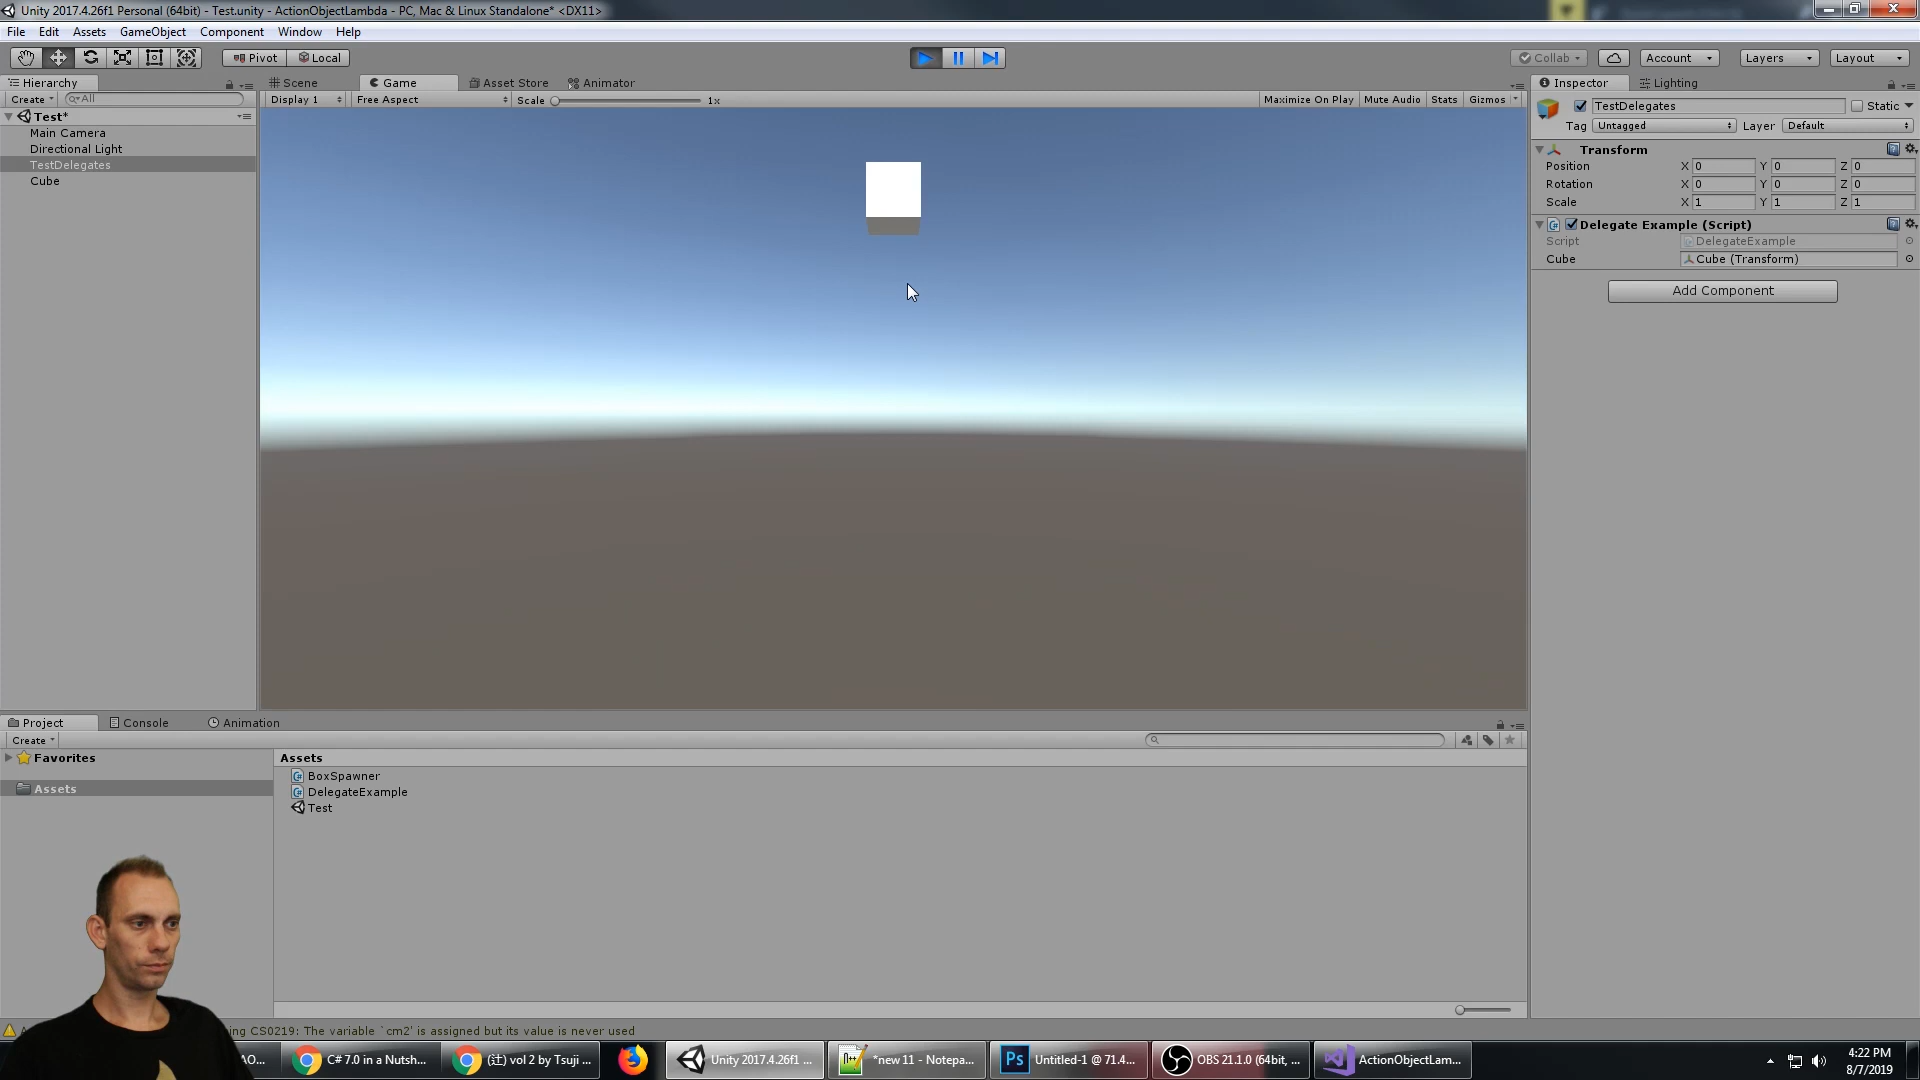 Unity 2017.4.26f1 Personal (64bit) - Test.unity - ActionObjectLambda - PC, Mac & Linux Standalone* <DX11>
File Edit Assets GameObject Component Window Help
Pivot Local Collab Account Layers Layout
Hierarchy Scene Game Asset Store Animator Inspector Lighting
Create All Display 1 Free Aspect Scale 1x Maximize On Play Mute Audio Stats Gizmos
Test*
Main Camera
Directional Light
TestDelegates
Cube
TestDelegates Static
Tag Untagged Layer Default
Transform
Position X 0 Y 0 Z 0
Rotation X 0 Y 0 Z 0
Scale X 1 Y 1 Z 1
Delegate Example (Script)
Script DelegateExample
Cube Cube (Transform)
Add Component
Project Console Animation
Create
Favorites
Assets
Assets
BoxSpawner
DelegateExample
Test
ing CS0219: The variable `cm2' is assigned but its value is never used
AO... C# 7.0 in a Nutsh... (辻) vol 2 by Tsuji ... Unity 2017.4.26f1 ... *new 11 - Notepa... Ps Untitled-1 @ 71.4... OBS 21.1.0 (64bit, ... ActionObjectLam...
4:22 PM
8/7/2019